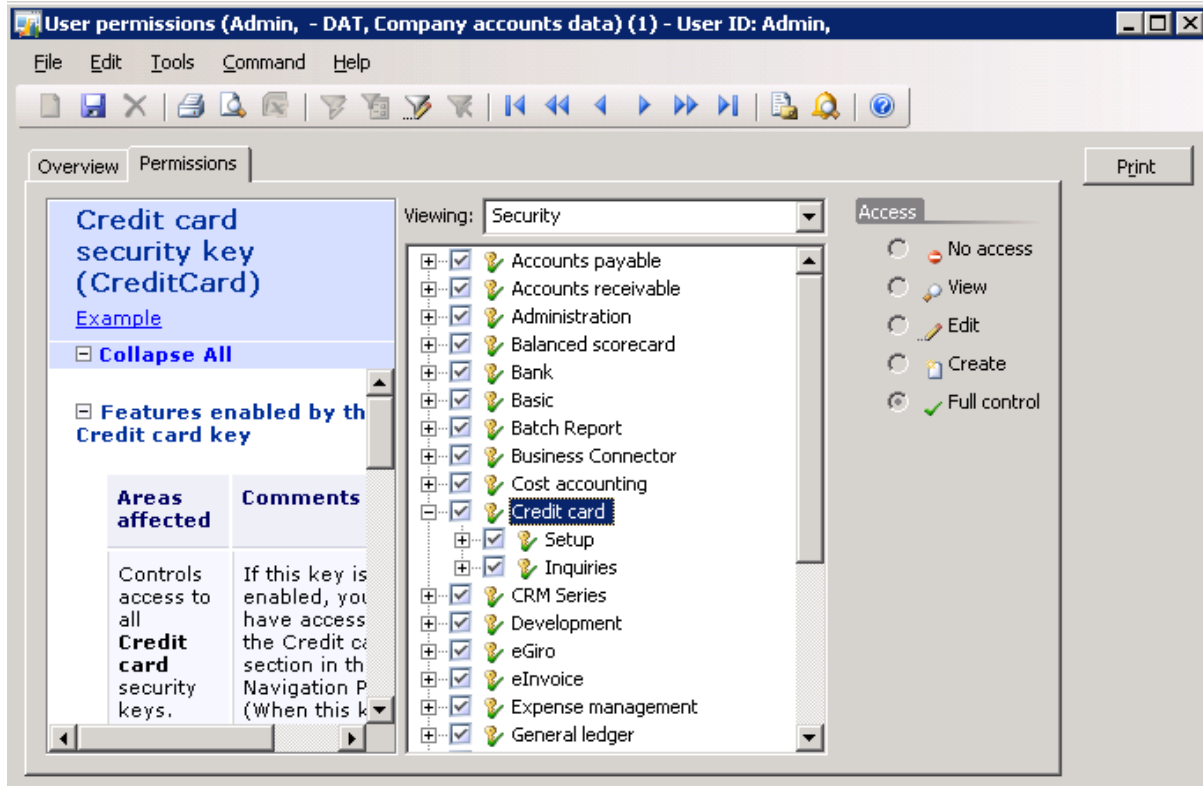 User permissions (Admin,  - DAT, Company accounts data) (1) - User ID: Admin,
File Edit Tools Command Help
Overview Permissions
Print
Credit card
security key
(CreditCard)
Example
Collapse All
Features enabled by th
Credit card key
Areas
affected
Comments
Controls
access to
all
Credit
card
security
keys.
If this key is
enabled, you
have access
the Credit ca
section in th
Navigation P
(When this k
Viewing: Security
Accounts payable
Accounts receivable
Administration
Balanced scorecard
Bank
Basic
Batch Report
Business Connector
Cost accounting
Credit card
Setup
Inquiries
CRM Series
Development
eGiro
eInvoice
Expense management
General ledger
Access
No access
View
Edit
Create
Full control